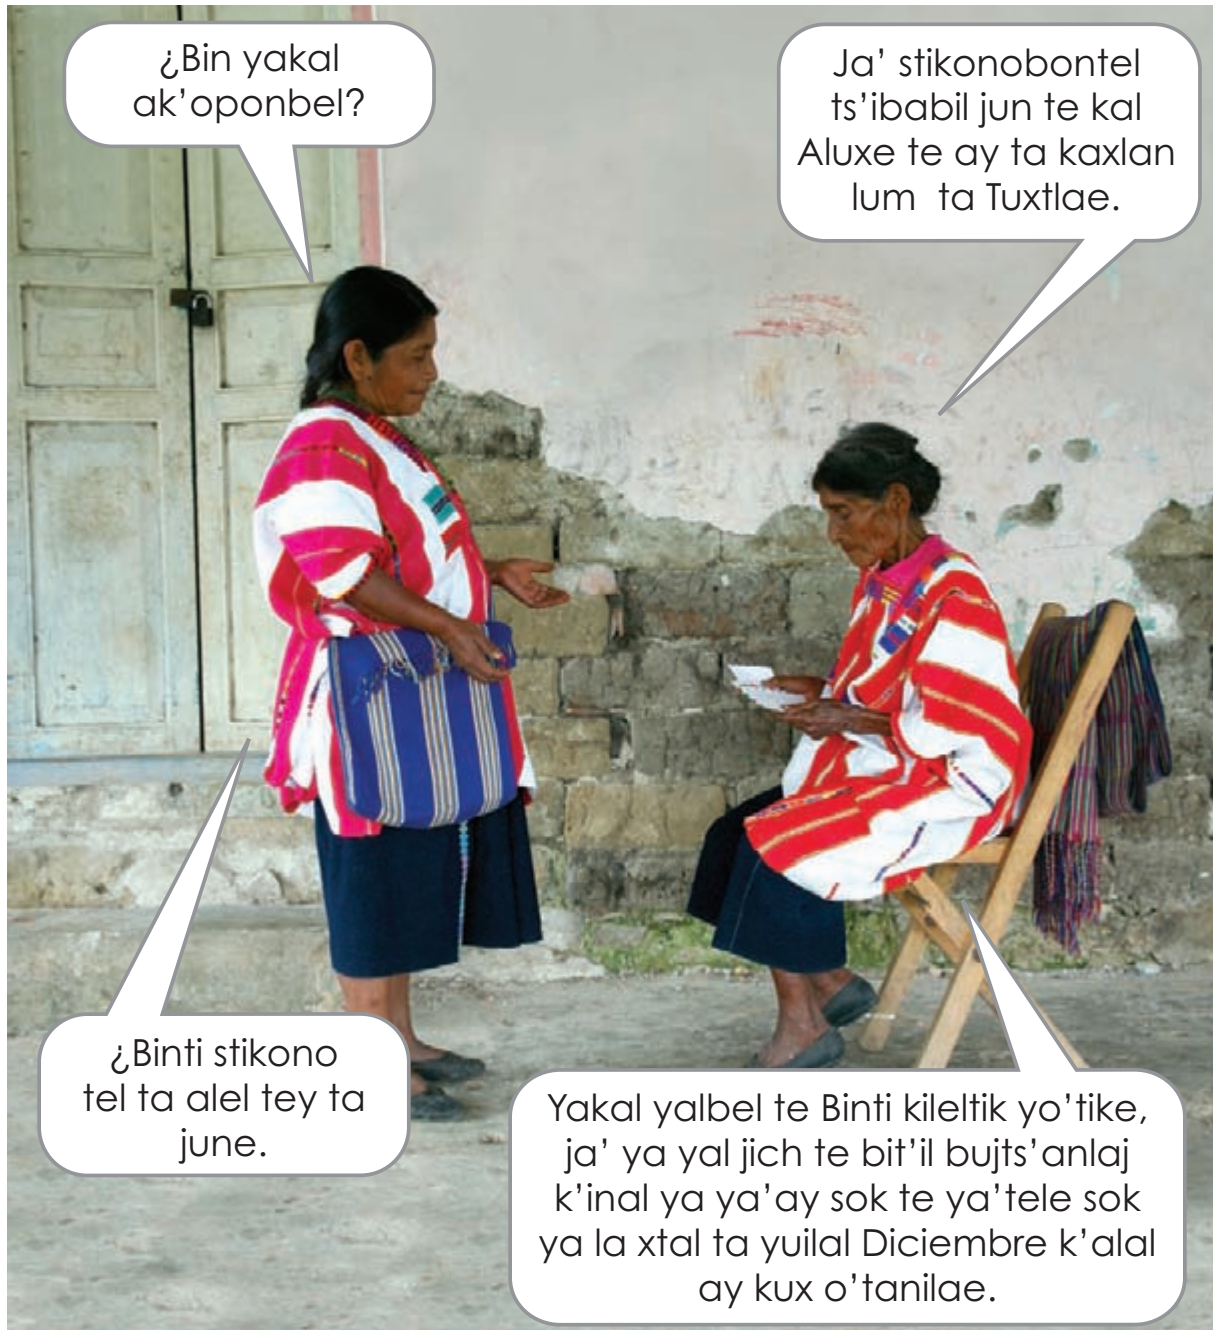 ¿Bin yakal
ak’oponbel?
Ja’ stikonobontel
ts’ibabil jun te kal
Aluxe te ay ta kaxlan
lum ta Tuxtlae.
¿Binti stikono
tel ta alel tey ta
june.
Yakal yalbel te Binti kileltik yo’tike,
ja’ ya yal jich te bit’il bujts’anlaj
k’inal ya ya’ay sok te ya’tele sok
ya la xtal ta yuilal Diciembre k’alal
ay kux o’tanilae.